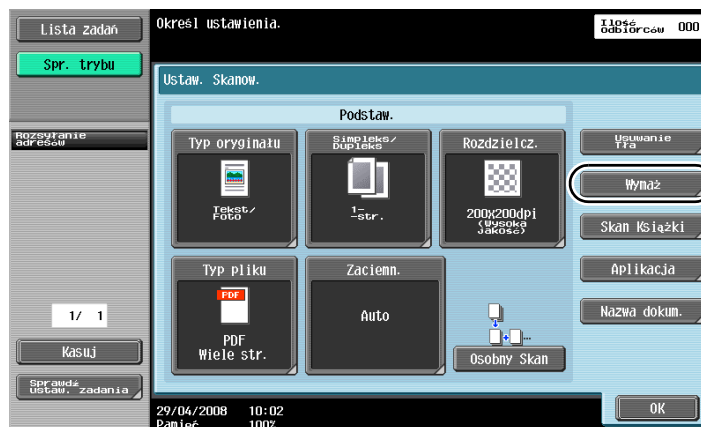 Lista zadań
Określ ustawienia.
Ilość
odbiorców 000
Spr. trybu
Ustaw. Skanow.
Podstaw.
Rozsyłanie
adresów
Typ oryginału
Simpleks/
Dupleks
Rozdzielcz.
Usuwanie
Tła
Tekst/
Foto
1-
-str.
200X200dpi
(Wysoka
Jakość)
Wymaż
Skan Książki
Typ pliku
Zaciemn.
Aplikacja
PDF
Auto
Nazwa dokum.
1/ 1
PDF
Wiele str.
Osobny Skan
Kasuj
Sprawdź
ustaw. zadania
OK
29/04/2008 10:02
Pamięć 100%